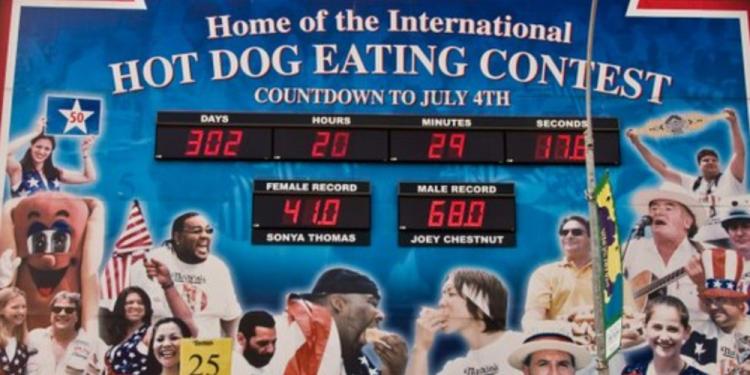 Home of the International
HOT DOG EATING CONTEST
COUNTDOWN TO JULY 4TH
DAYS HOURS MINUTES SECONDS
302 20 29 17.6
FEMALE RECORD MALE RECORD
41.0 68.0
SONYA THOMAS JOEY CHESTNUT
50
25